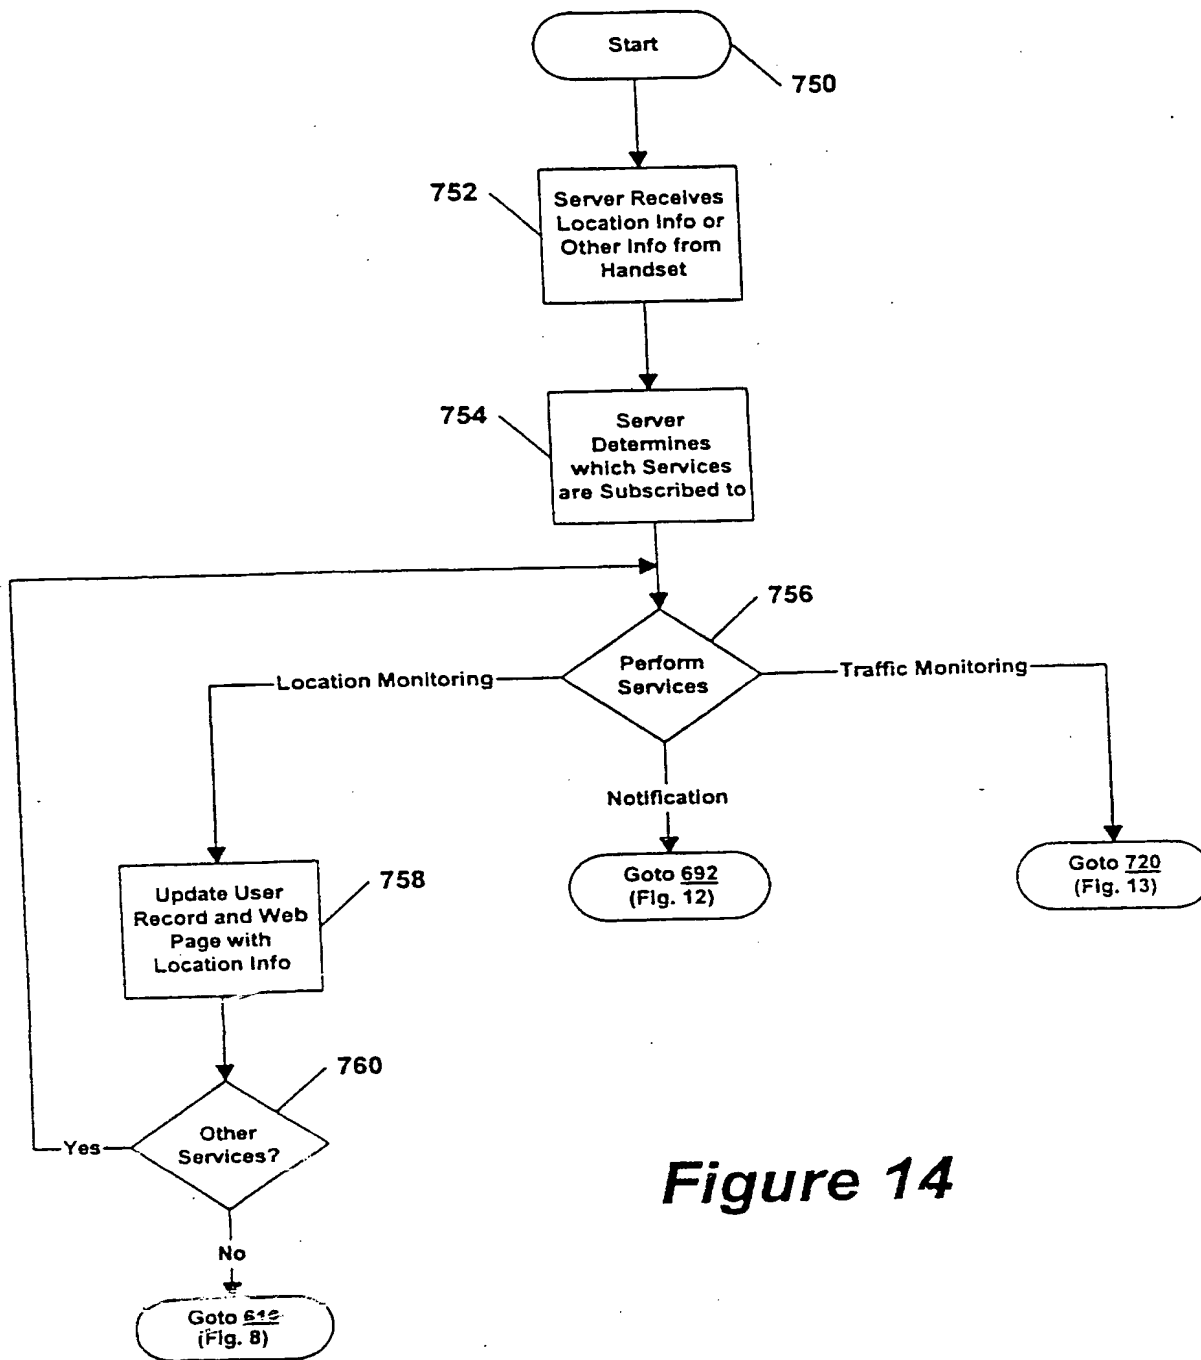 Start
750
752
Server Receives
Location Info or
Other Info from
Handset
754
Server
Determines
which Services
are Subscribed to
756
Perform
Services
Location Monitoring
Traffic Monitoring
Notification
Goto 692
(Fig. 12)
Goto 720
(Fig. 13)
758
Update User
Record and Web
Page with
Location Info
760
Other
Services?
Yes
No
Goto
(Fig. 8)
Figure 14